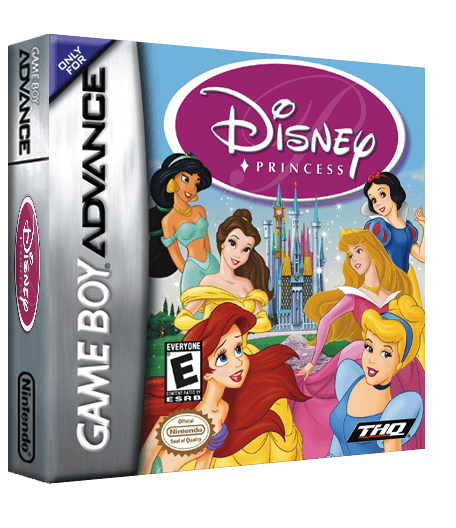 GAME BOY
ADVANCE
Disney
PRINCESS
Nintendo®
ONLY
FOR
GAME BOY ADVANCE
Disney
PRINCESS
EVERYONE
E
CONTENT RATED BY
ESRB
Official
Nintendo
Seal of Quality
THQ